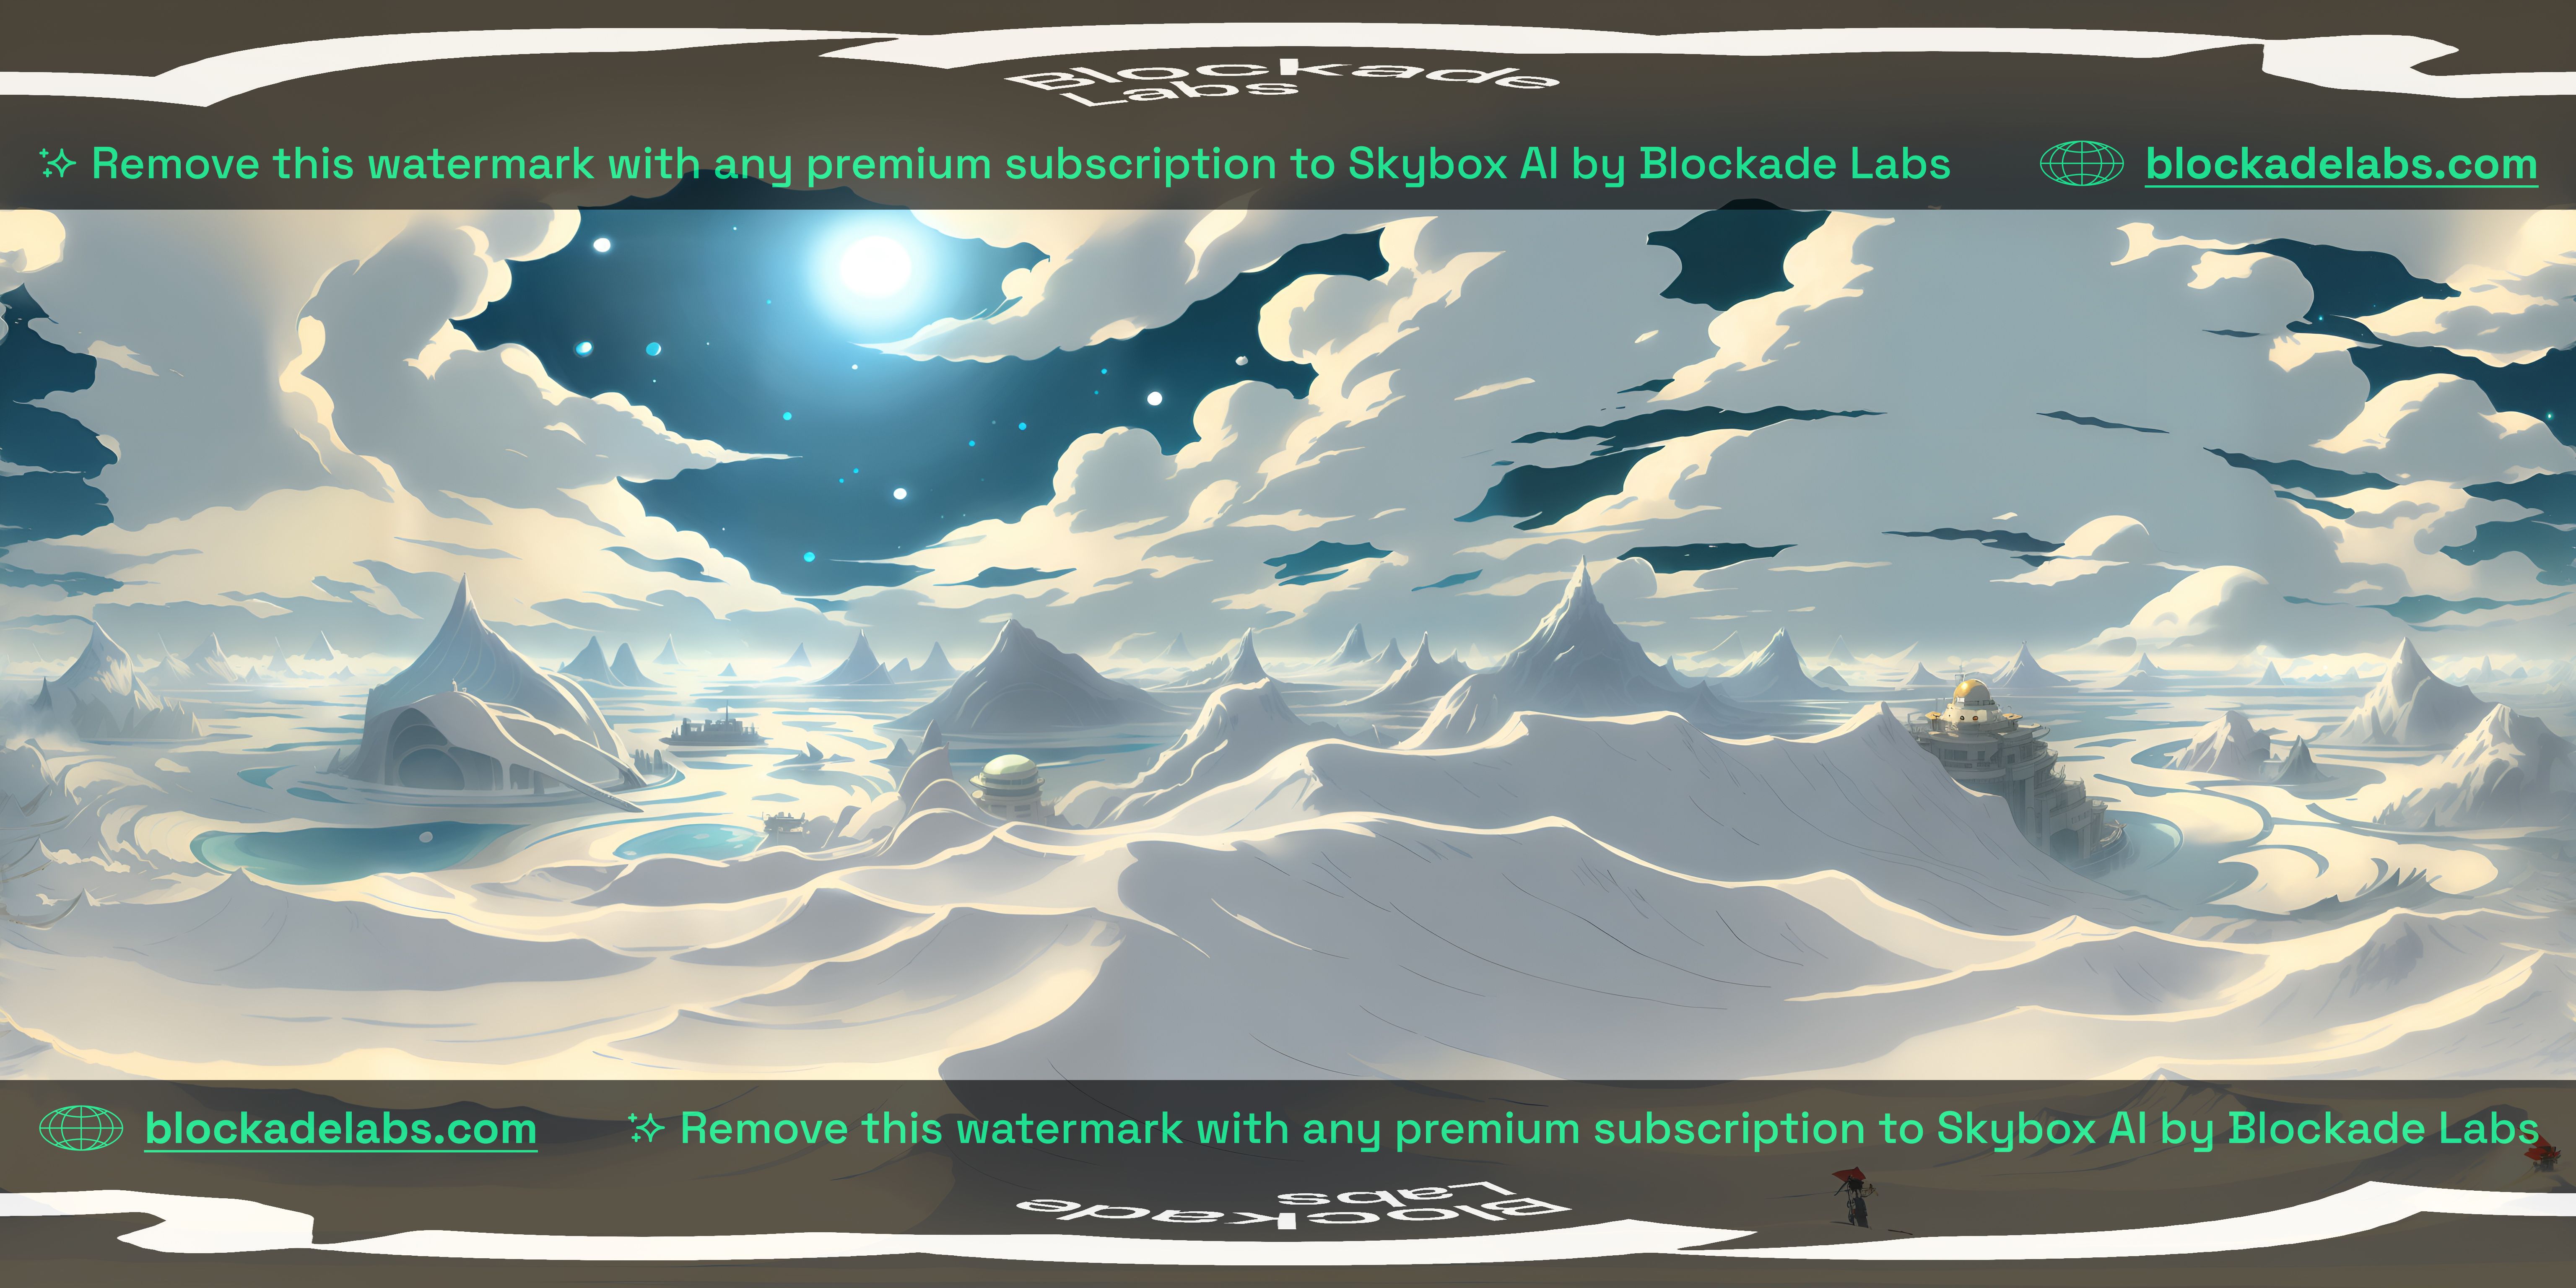 Blockade
Labs
Remove this watermark with any premium subscription to Skybox AI by Blockade Labs
blockadelabs.com
blockadelabs.com
Remove this watermark with any premium subscription to Skybox AI by Blockade Labs
Blockade
Labs